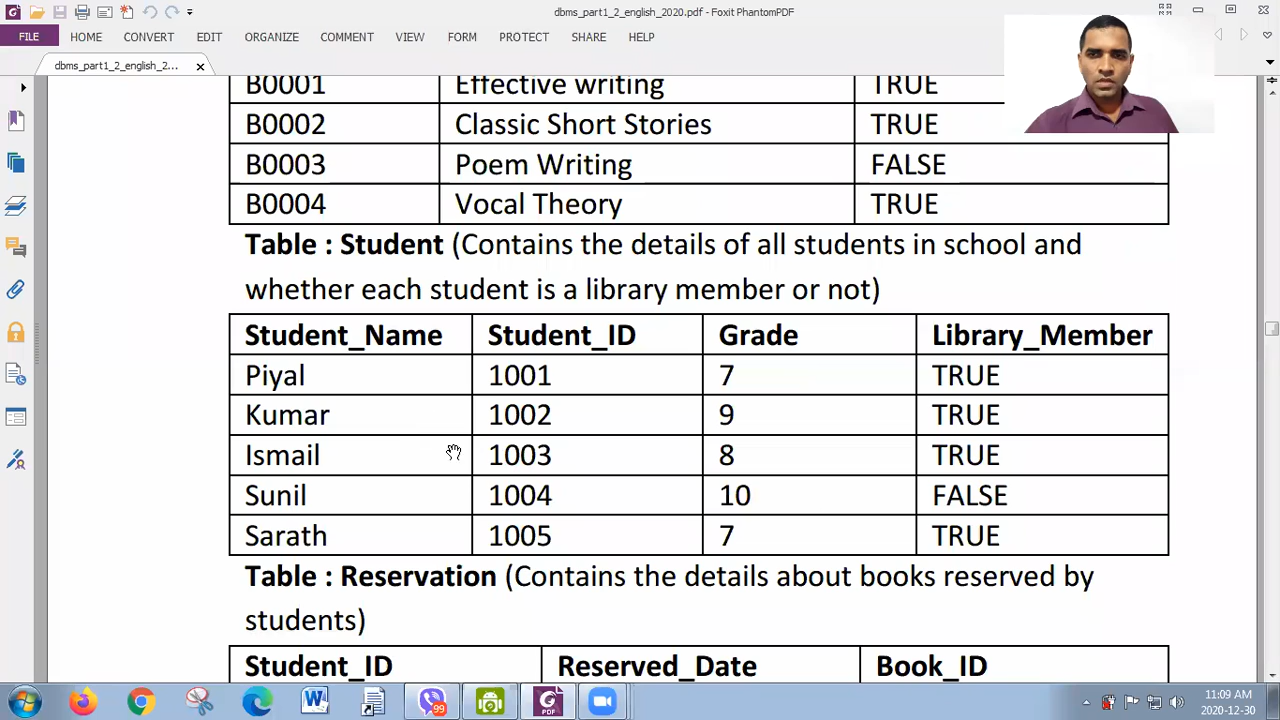 dbms_part1_2_english_2020.pdf - Foxit PhantomPDF
FILE HOME CONVERT EDIT ORGANIZE COMMENT VIEW FORM PROTECT SHARE HELP
dbms_part1_2_english_2...
B0001 Effective writing TRUE
B0002 Classic Short Stories TRUE
B0003 Poem Writing FALSE
B0004 Vocal Theory TRUE
Table : Student (Contains the details of all students in school and
whether each student is a library member or not)
Student_Name Student_ID Grade Library_Member
Piyal 1001 7 TRUE
Kumar 1002 9 TRUE
Ismail 1003 8 TRUE
Sunil 1004 10 FALSE
Sarath 1005 7 TRUE
Table : Reservation (Contains the details about books reserved by
students)
Student_ID Reserved_Date Book_ID
99
PDF
11:09 AM
2020-12-30